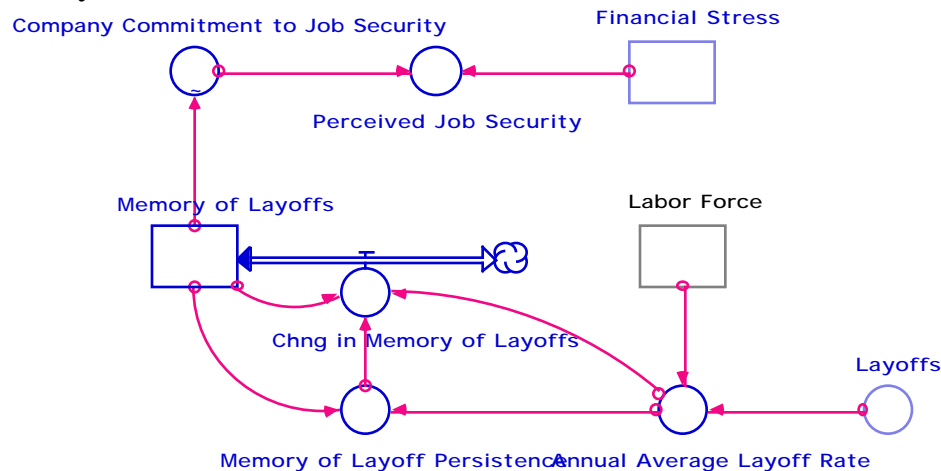 Company Commitment to Job Security
Financial Stress
~
Perceived Job Security
Memory of Layoffs
Labor Force
Chng in Memory of Layoffs
Layoffs
Memory of Layoff Persistence
Annual Average Layoff Rate